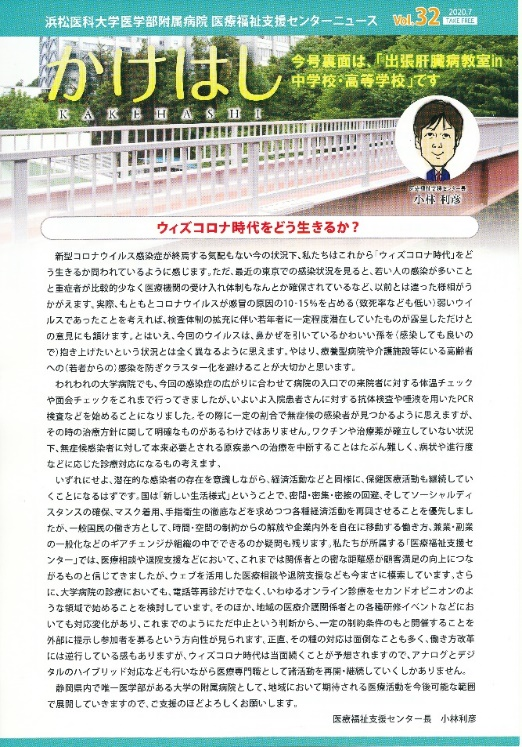 浜松医科大学医学部附属病院 医療福祉支援センターニュース Vol.32 2020.7
TAKE FREE
かけはし
KAKEHASHI
今号裏面は、「出張肝臓病教室in
中学校・高等学校」です
医療福祉支援センター長
小林 利彦
ウィズコロナ時代をどう生きるか？
新型コロナウイルス感染症が終焉する気配もない今の状況下、私たちはこれから「ウィズコロナ時代」をど
う生きるか問われているように感じます。ただ、最近の東京での感染状況を見ると、若い人の感染が多いこと
と重症者が比較的少なく医療機関の受け入れ体制もなんとか確保されているなど、以前とは違った様相がう
かがえます。実際、もともとコロナウイルスが感冒の原因の10-15%を占める（致死率なども低い）弱いウイ
ルスであったことを考えれば、検査体制の拡充に伴い若年者に一定程度潜在していたものが露呈しただけと
の意見にも頷けます。とはいえ、今回のウイルスは、鼻かぜを引いているかわいい孫を（感染しても良いの
で）抱き上げたいという状況とは全く異なるように思えます。やはり、療養型病院や介護施設等にいる高齢者
への（若者からの）感染を防ぎクラスター化を避けることが大切かと思います。
われわれの大学病院でも、今回の感染症の広がりに合わせて病院の入口での来院者に対する体温チェック
や面会チェックをこれまで行ってきましたが、いよいよ入院患者さんに対する抗体検査や唾液を用いたPCR
検査などを始めることになりました。その際に一定の割合で無症候の感染者が見つかるように思えますが、
その時の治療方針に関して明確なものがあるわけではありません。ワクチンや治療薬が確立していない状況
下、無症候感染者に対して本来必要とされる原疾患への治療を中断することはたぶん難しく、病状や進行度
などに応じた診療対応になるもの考えます。
いずれにせよ、潜在的な感染者の存在を意識しながら、経済活動などと同様に、保健医療活動も継続してい
くことになるはずです。国は「新しい生活様式」ということで、密閉・密集・密接の回避、そしてソーシャルディ
スタンスの確保、マスク着用、手指衛生の徹底などを求めつつ各種経済活動を再興させることを優先しまし
たが、一般国民の働き方として、時間・空間の制約からの解放や企業内外を自在に移動する働き方、兼業・副業
の一般化などのギアチェンジが組織の中でできるのか疑問も残ります。私たちが所属する「医療福祉支援セ
ンター」では、医療相談や退院支援などにおいて、これまでは関係者との密な距離感が顧客満足の向上につな
がるものと信じてきましたが、ウェブを活用した医療相談や退院支援なども今まさに模索しています。さら
に、大学病院の診療においても、電話等再診だけでなく、いわゆるオンライン診療をセカンドオピニオンのよ
うな領域で始めることを検討しています。そのほか、地域の医療介護関係者との各種研修イベントなどにお
いても対応変化があり、これまでのようにただ中止という判断から、一定の制約条件のもと開催することを
外部に提示し参加者を募るという方向性が見られます。正直、その種の対応は面倒なことも多く、働き方改革
には逆行している感もありますが、ウィズコロナ時代は当面続くことが予想されますので、アナログとデジ
タルのハイブリッド対応なども行いながら医療専門職として諸活動を再開・継続していくしかありません。
静岡県内で唯一医学部がある大学の附属病院として、地域において期待される医療活動を今後可能な範囲
で展開していきますので、ご支援のほどよろしくお願いします。
医療福祉支援センター長　小林利彦